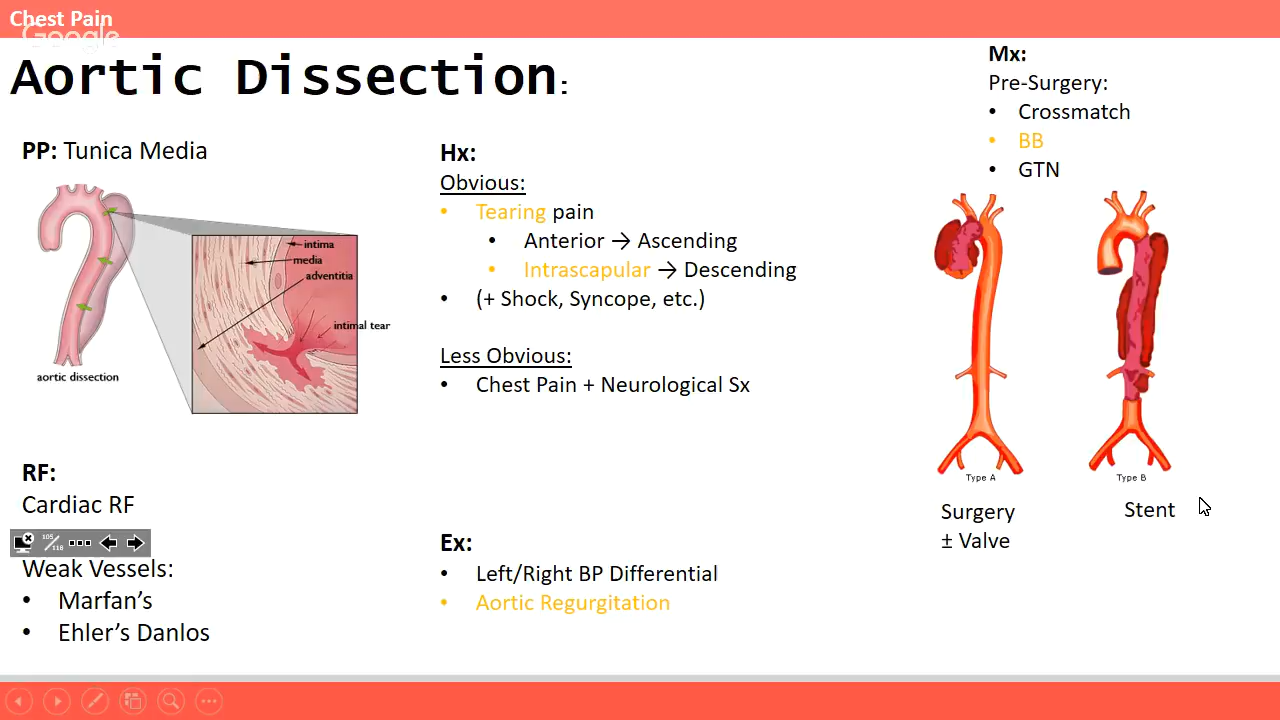 Chest Pain
Google
Aortic Dissection:
PP: Tunica Media
intima
media
adventitia
intimal tear
aortic dissection
RF:
Cardiac RF
105/118
Weak Vessels:
• Marfan’s
• Ehler’s Danlos
Hx:
Obvious:
• Tearing pain
• Anterior → Ascending
• Intrascapular → Descending
• (+ Shock, Syncope, etc.)
Less Obvious:
• Chest Pain + Neurological Sx
Ex:
• Left/Right BP Differential
• Aortic Regurgitation
Mx:
Pre-Surgery:
• Crossmatch
• BB
• GTN
Type A
Type B
Surgery
± Valve
Stent